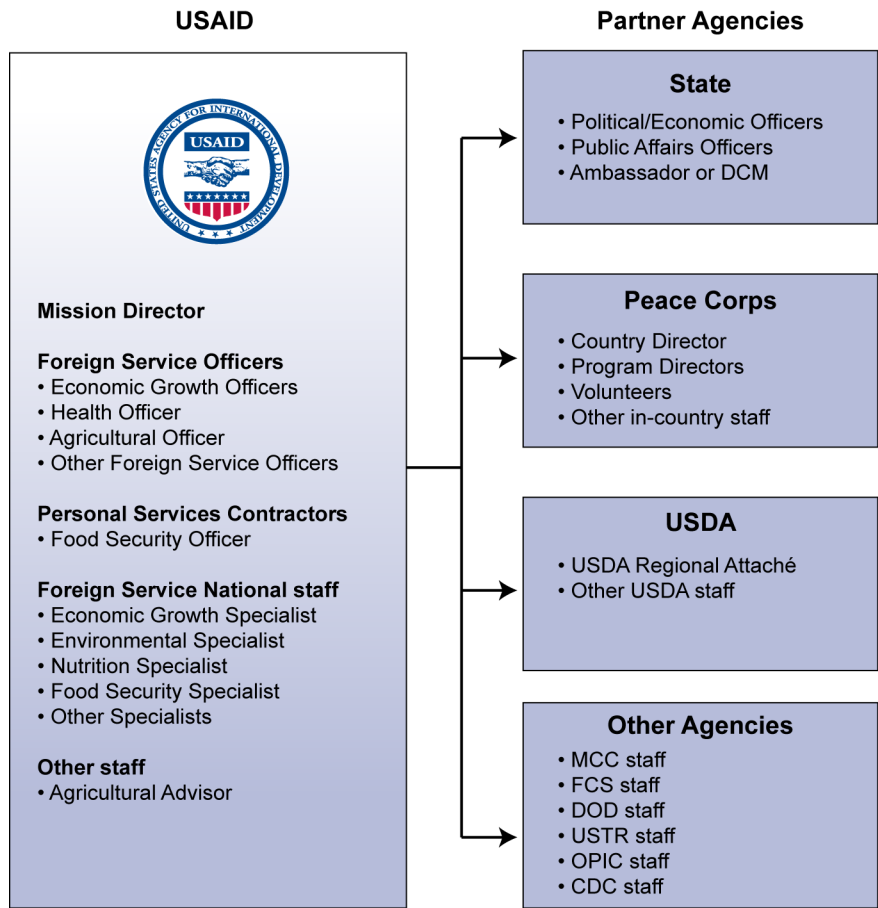 USAID
UNITED STATES AGENCY FOR INTERNATIONAL DEVELOPMENT
USAID
Mission Director
Foreign Service Officers
• Economic Growth Officers
• Health Officer
• Agricultural Officer
• Other Foreign Service Officers
Personal Services Contractors
• Food Security Officer
Foreign Service National staff
• Economic Growth Specialist
• Environmental Specialist
• Nutrition Specialist
• Food Security Specialist
• Other Specialists
Other staff
• Agricultural Advisor
Partner Agencies
State
• Political/Economic Officers
• Public Affairs Officers
• Ambassador or DCM
Peace Corps
• Country Director
• Program Directors
• Volunteers
• Other in-country staff
USDA
• USDA Regional Attaché
• Other USDA staff
Other Agencies
• MCC staff
• FCS staff
• DOD staff
• USTR staff
• OPIC staff
• CDC staff